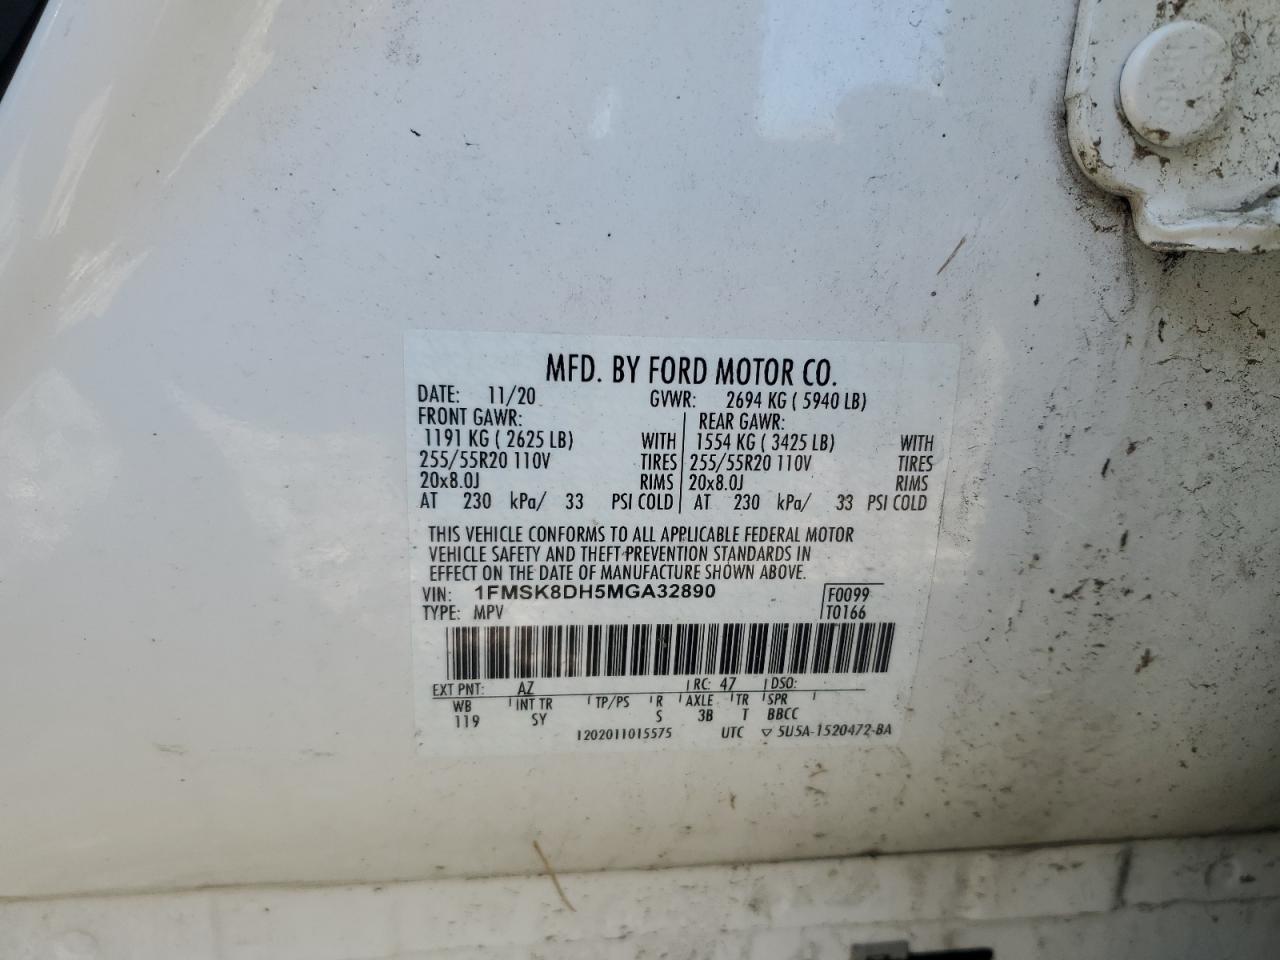 MFD. BY FORD MOTOR CO.
DATE: 11/20 GVWR: 2694 KG ( 5940 LB)
FRONT GAWR: REAR GAWR:
1191 KG ( 2625 LB) WITH 1554 KG ( 3425 LB) WITH
255/55R20 110V TIRES 255/55R20 110V TIRES
20x8.0J RIMS 20x8.0J RIMS
AT 230 kPa/ 33 PSI COLD AT 230 kPa/ 33 PSI COLD
THIS VEHICLE CONFORMS TO ALL APPLICABLE FEDERAL MOTOR
VEHICLE SAFETY AND THEFT PREVENTION STANDARDS IN
EFFECT ON THE DATE OF MANUFACTURE SHOWN ABOVE.
VIN: 1FMSK8DH5MGA32890 F0099
TYPE: MPV T0166
EXT PNT: AZ RC: 47 DSO:
WB INT TR TP/PS R AXLE TR SPR
119 SY S 3B T BBCC
1202011015575 UTC ▽ 5U5A-1520472-BA